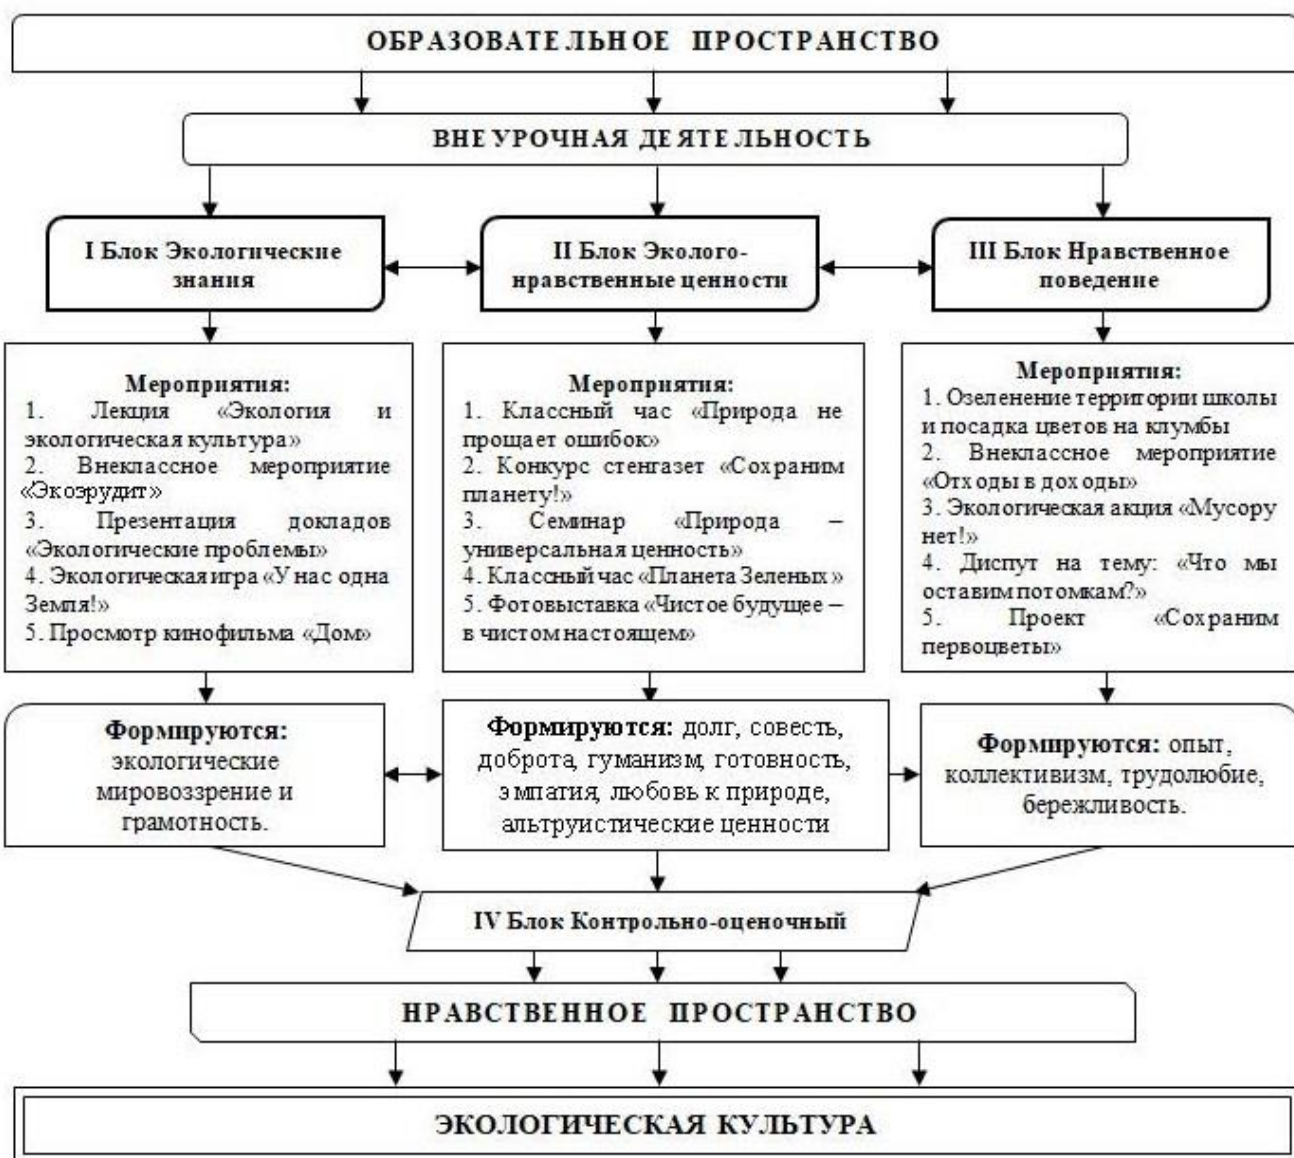 ОБРАЗОВАТЕЛЬНОЕ ПРОСТРАНСТВО
ВНЕУРОЧНАЯ ДЕЯТЕЛЬНОСТЬ
I Блок Экологические
знания
II Блок Эколого-
нравственные ценности
III Блок Нравственное
поведение
Мероприятия:
1. Лекция «Экология и
экологическая культура»
2. Внеклассное мероприятие
«Экоэрудит»
3. Презентация докладов
«Экологические проблемы»
4. Экологическая игра «У нас одна
Земля!»
5. Просмотр кинофильма «Дом»
Мероприятия:
1. Классный час «Природа не
прощает ошибок»
2. Конкурс стенгазет «Сохраним
планету!»
3. Семинар «Природа –
универсальная ценность»
4. Классный час «Планета Зеленых»
5. Фотовыставка «Чистое будущее –
в чистом настоящем»
Мероприятия:
1. Озеленение территории школы
и посадка цветов на клумбы
2. Внеклассное мероприятие
«Отходы в доходы»
3. Экологическая акция «Мусору
нет!»
4. Диспут на тему: «Что мы
оставим потомкам?»
5. Проект «Сохраним
первоцветы»
Формируются:
экологические
мировоззрение и
грамотность.
Формируются: долг, совесть,
доброта, гуманизм, готовность,
эмпатия, любовь к природе,
альтруистические ценности
Формируются: опыт,
коллективизм, трудолюбие,
бережливость.
IV Блок Контрольно-оценочный
НРАВСТВЕННОЕ ПРОСТРАНСТВО
ЭКОЛОГИЧЕСКАЯ КУЛЬТУРА